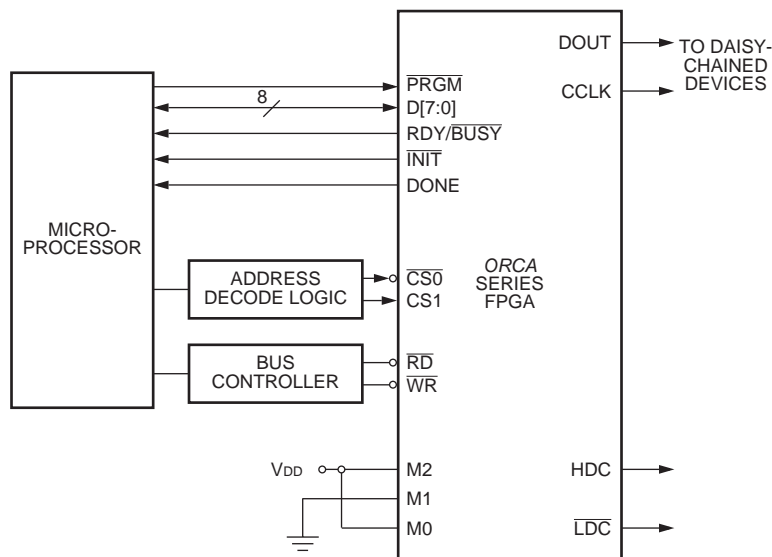 DOUT
TO DAISY-
CHAINED
DEVICES
CCLK
PRGM
8
D[7:0]
RDY/BUSY
INIT
DONE
MICRO-
PROCESSOR
ADDRESS
DECODE LOGIC
CS0
CS1
ORCA
SERIES
FPGA
BUS
CONTROLLER
RD
WR
VDD
M2
M1
M0
HDC
LDC